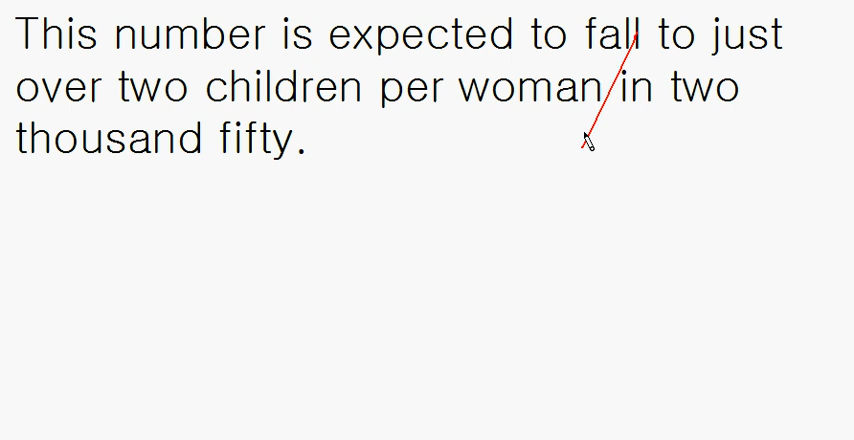 This number is expected to fall to just
over two children per woman in two
thousand fifty.